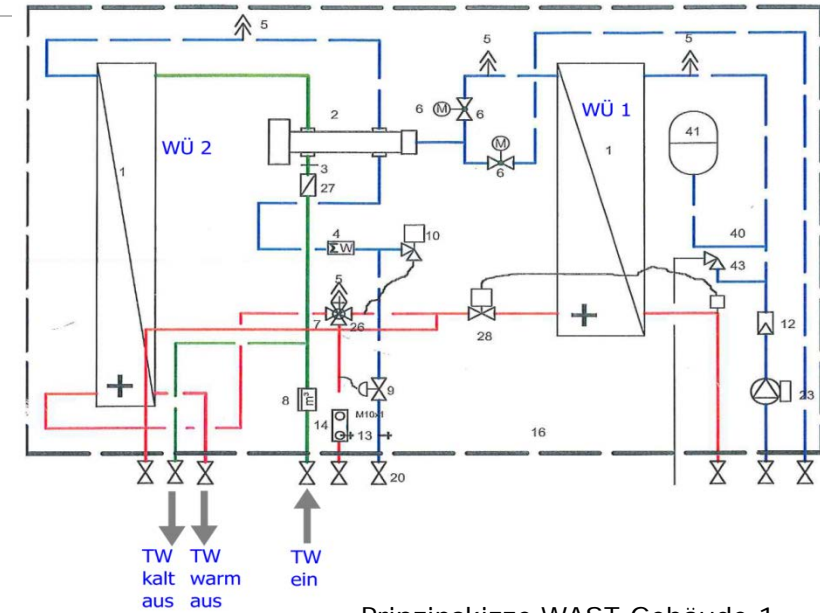 5
5
5
2
6
M
6
WÜ 1
41
WÜ 2
M
1
1
3
6
27
4
ΣW
10
40
43
5
7
26
28
12
8
m³
9
M10x1
14
13
16
23
20
TW kalt aus
TW warm aus
TW ein
Prinzipskizze WAST Gebäude 1